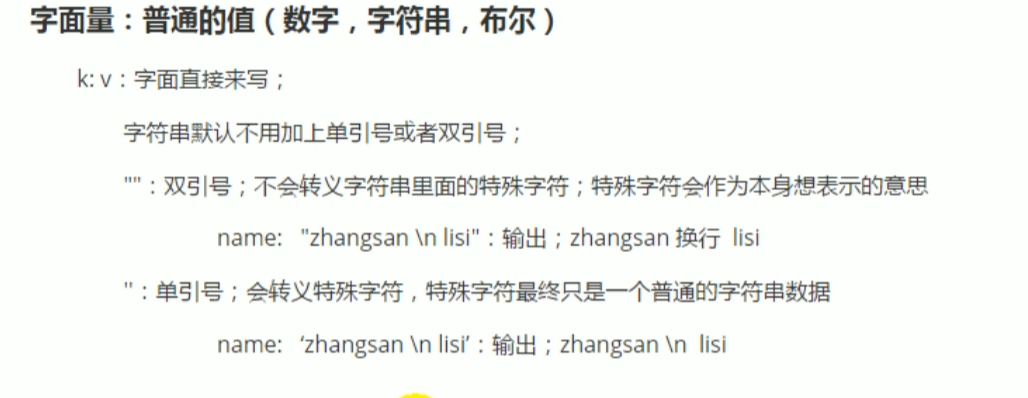 字面量：普通的值（数字，字符串，布尔）
k: v：字面直接来写；
字符串默认不用加上单引号或者双引号；
""：双引号；不会转义字符串里面的特殊字符；特殊字符会作为本身想表示的意思
name: "zhangsan \n lisi"：输出；zhangsan 换行 lisi
''：单引号；会转义特殊字符，特殊字符最终只是一个普通的字符串数据
name: ‘zhangsan \n lisi’：输出；zhangsan \n lisi